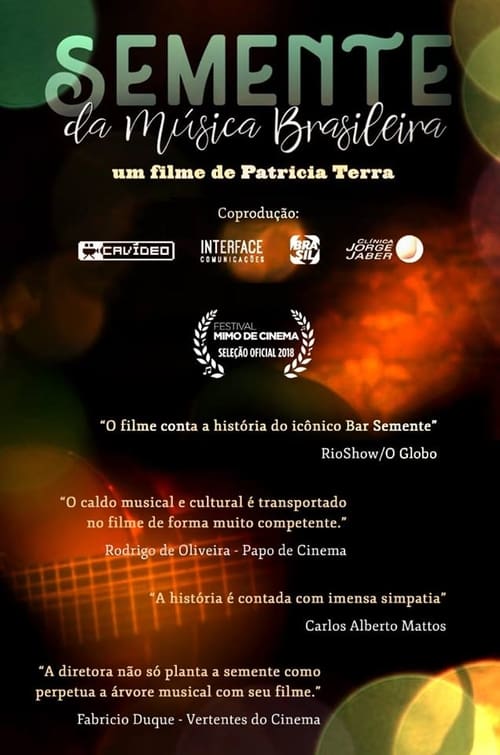 SEMENTE
da Música Brasileira
um filme de Patricia Terra
Coprodução:
CAVÍDEO
INTERFACE
COMUNICAÇÕES
BRA
SIL
CLÍNICA
JORGE
JABER
FESTIVAL
MIMO DE CINEMA
SELEÇÃO OFICIAL 2018
“O filme conta a história do icônico Bar Semente”
RioShow/O Globo
“O caldo musical e cultural é transportado
no filme de forma muito competente.”
Rodrigo de Oliveira - Papo de Cinema
“A história é contada com imensa simpatia”
Carlos Alberto Mattos
“A diretora não só planta a semente como
perpetua a árvore musical com seu filme.”
Fabricio Duque - Vertentes do Cinema